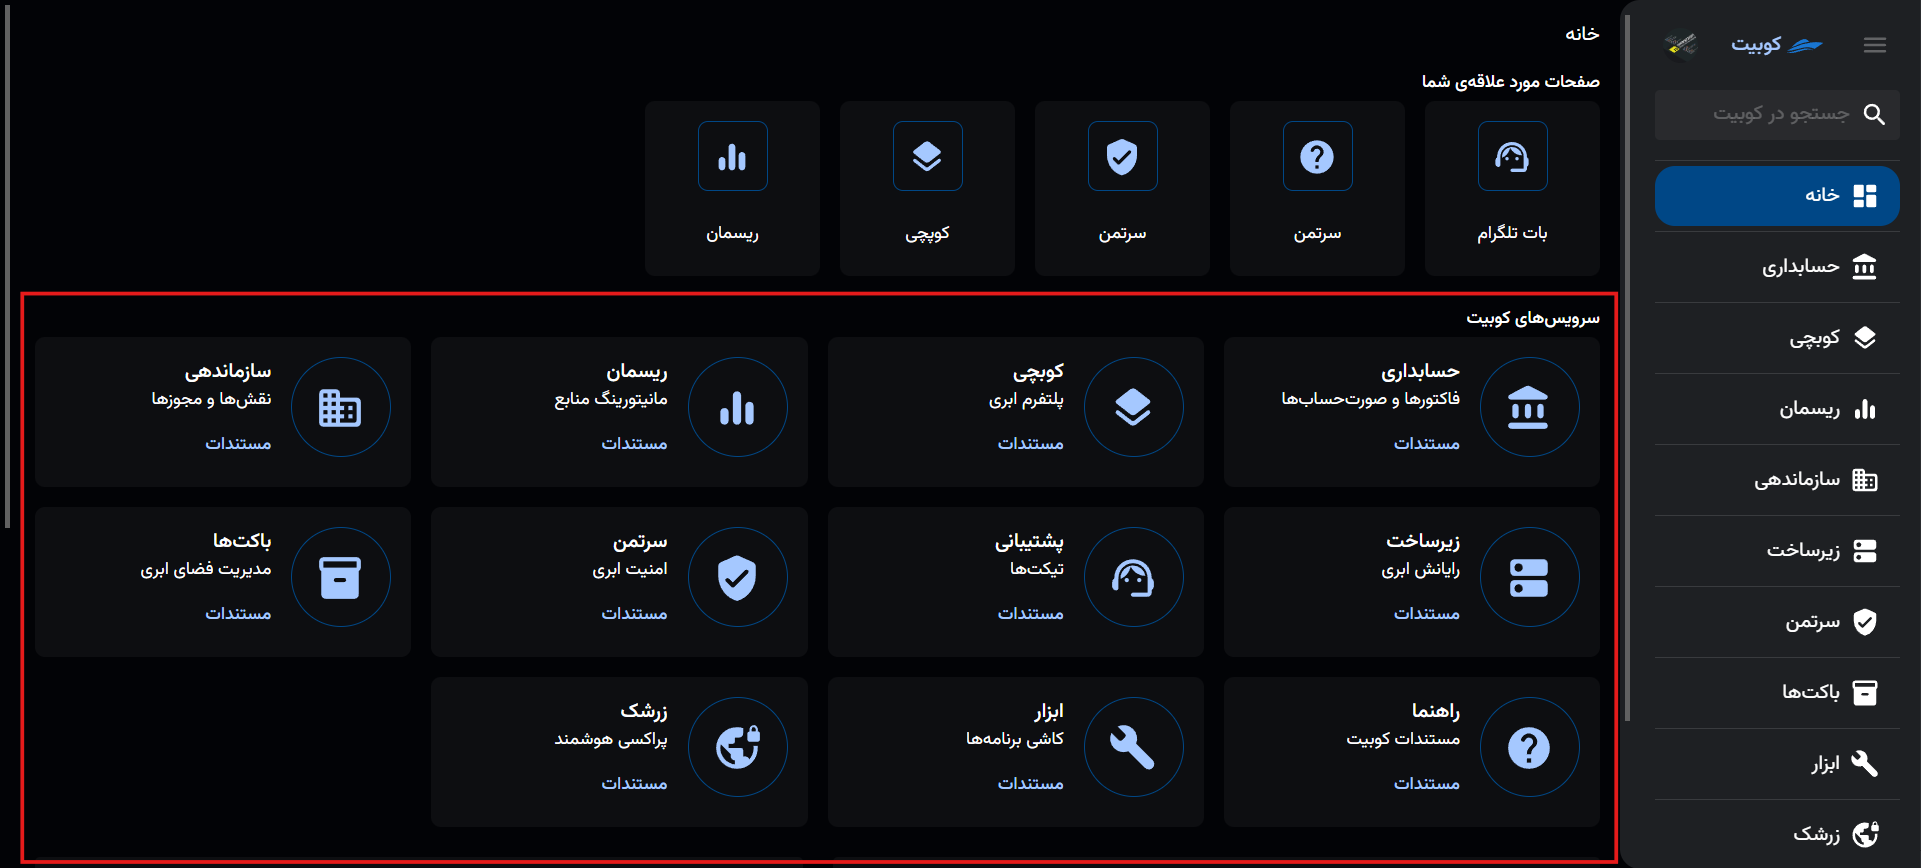 کوبیت
جستجو در کوبیت
خانه
حسابداری
کوبچی
ریسمان
سازماندهی
زیرساخت
سرتمن
باکت‌ها
ابزار
زرشک
خانه
صفحات مورد علاقه‌ی شما
بات تلگرام
سرتمن
سرتمن
کوپچی
ریسمان
سرویس‌های کوبیت
حسابداری
فاکتورها و صورت‌حساب‌ها
مستندات
کوبچی
پلتفرم ابری
مستندات
ریسمان
مانیتورینگ منابع
مستندات
سازماندهی
نقش‌ها و مجوزها
مستندات
زیرساخت
رایانش ابری
مستندات
پشتیبانی
تیکت‌ها
مستندات
سرتمن
امنیت ابری
مستندات
باکت‌ها
مدیریت فضای ابری
مستندات
راهنما
مستندات کوبیت
مستندات
ابزار
کاشی برنامه‌ها
مستندات
زرشک
پراکسی هوشمند
مستندات